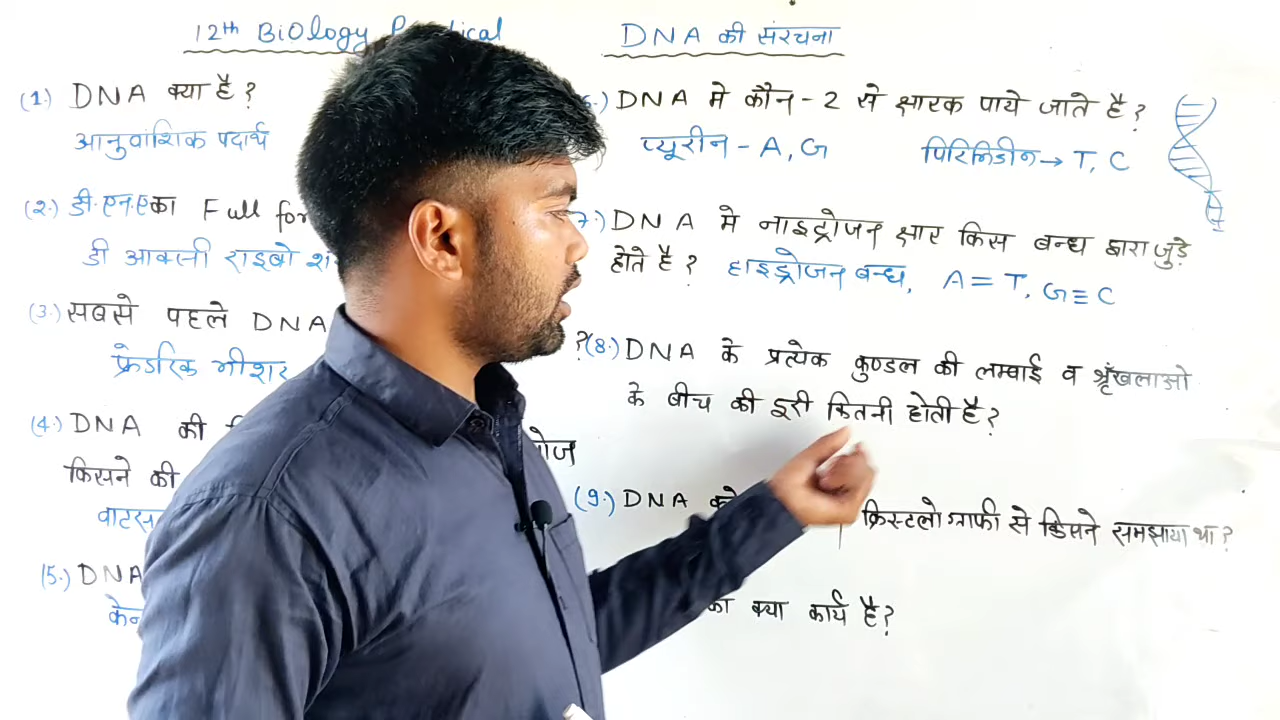 12th BiOlogy
DNA की संरचना
(1.) DNA क्या है?
आनुवांशिक पदार्थ
(2.) डी.एन.ए का Full for
डी आक्सी राइबो
(3.) सबसे पहले DNA
फ्रेडरिक मीशर
(4.) DNA की
किसने की
वाटस
(5.) DNA
केन
6.) DNA मे कौन-2 से क्षारक पाये जाते है?
प्यूरीन - A, G
पिरिमिडीन → T, C
7.) DNA मे नाइट्रोजन क्षार किस बन्ध द्वारा जुड़े
होते है? हाइड्रोजन बन्ध, A=T, G≡C
?
(8.) DNA के प्रत्येक कुण्डल की लम्बाई व श्रृंखलाओ
के बीच की दूरी कितनी होती है?
ोज
(9.) DNA क्रिस्टलोग्राफी से किसने समझाया था?
का क्या कार्य है?